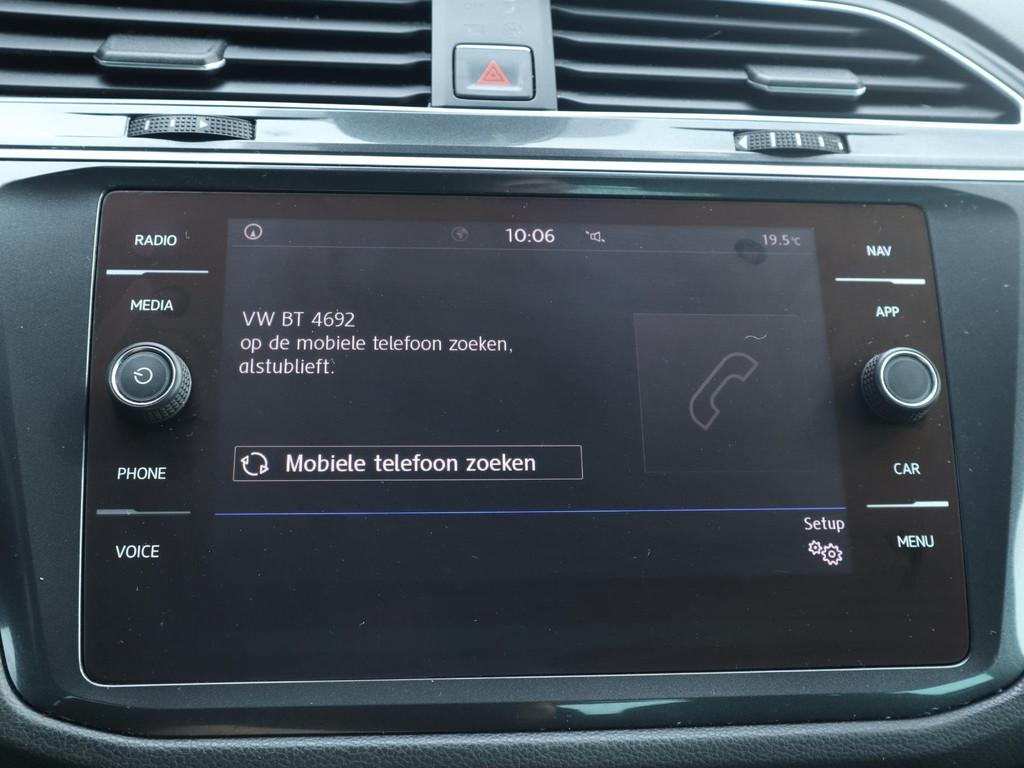 RADIO
MEDIA
PHONE
VOICE
10:06
19.5°C
VW BT 4692
op de mobiele telefoon zoeken,
alstublieft.
Mobiele telefoon zoeken
Setup
NAV
APP
CAR
MENU